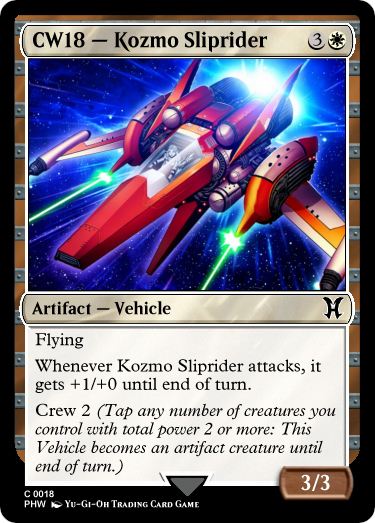 CW18 — Kozmo Sliprider 3
Artifact — Vehicle
Flying
Whenever Kozmo Sliprider attacks, it
gets +1/+0 until end of turn.
Crew 2 (Tap any number of creatures you
control with total power 2 or more: This
Vehicle becomes an artifact creature until
end of turn.)
3/3
C 0018
PHW Yu-Gi-Oh Trading Card Game